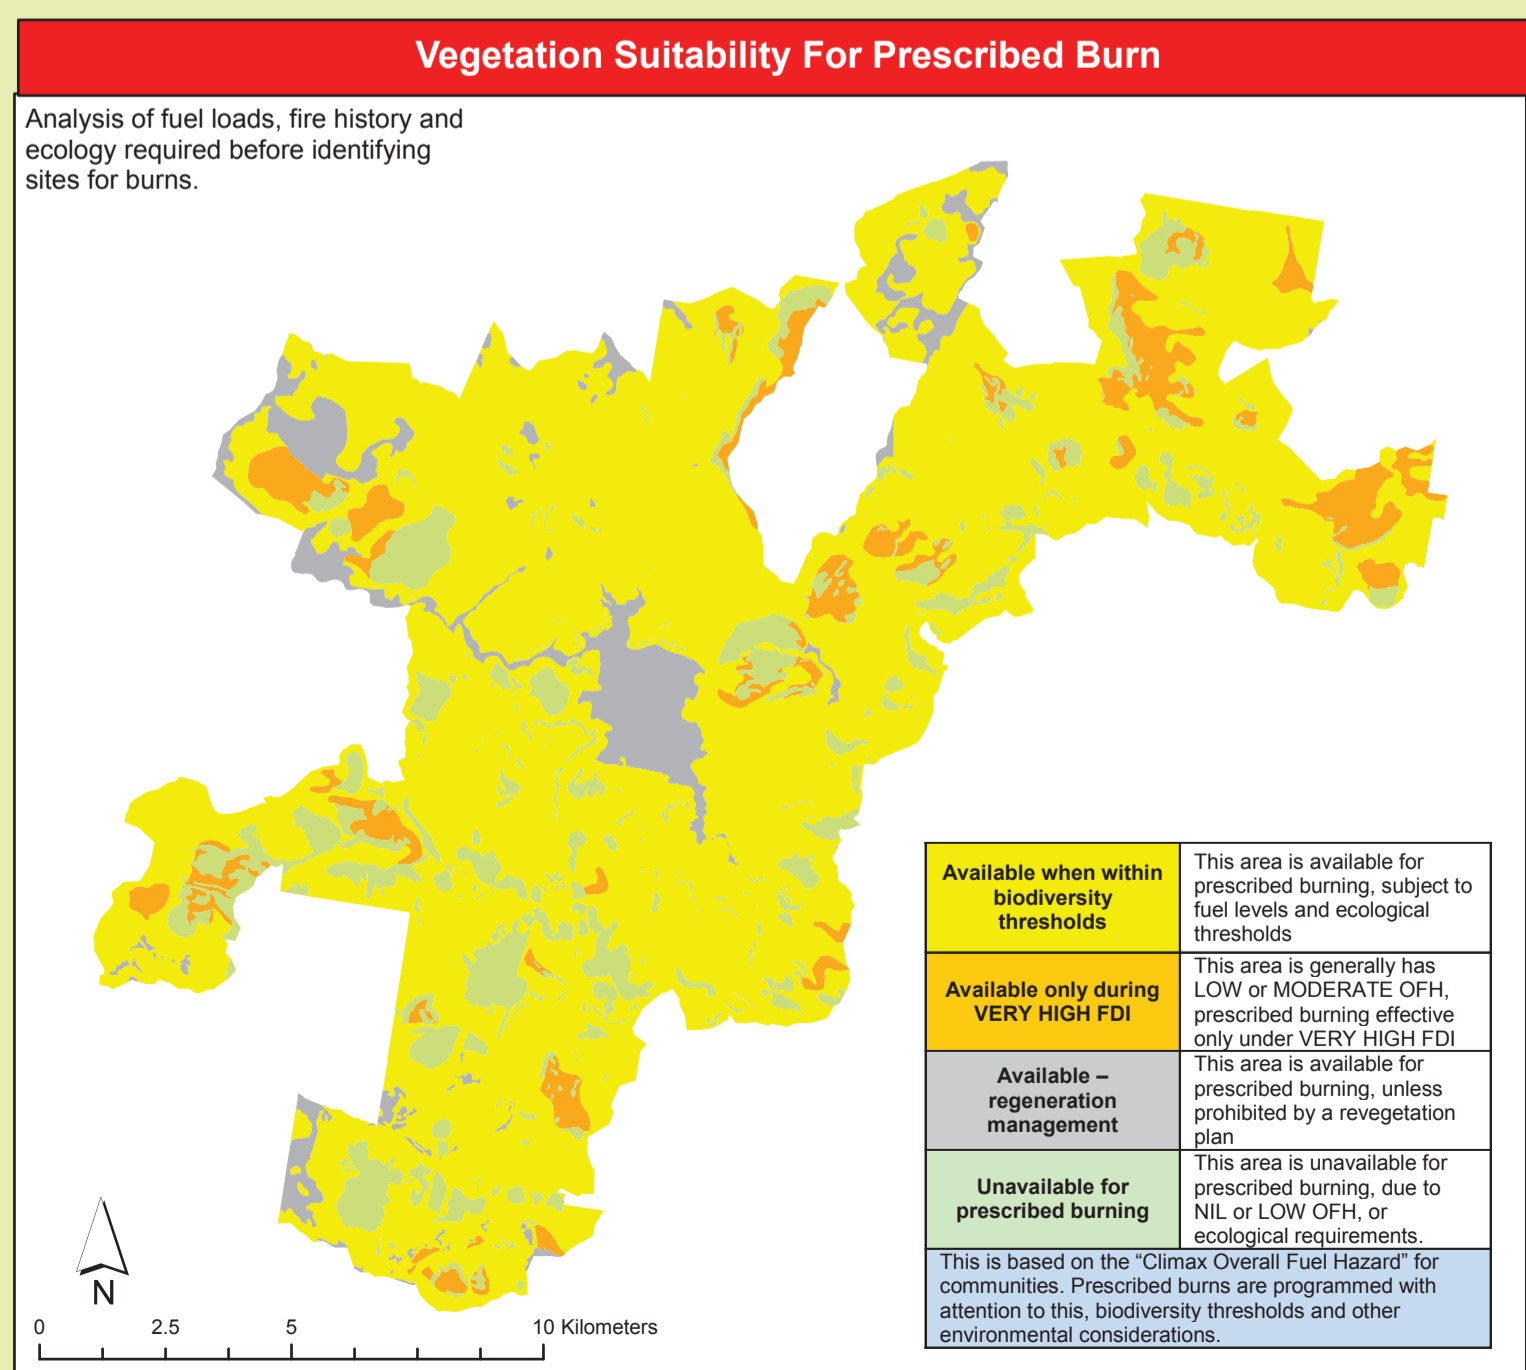 Vegetation Suitability For Prescribed Burn
Analysis of fuel loads, fire history and
ecology required before identifying
sites for burns.
Available when within
biodiversity
thresholds
This area is available for
prescribed burning, subject to
fuel levels and ecological
thresholds
Available only during
VERY HIGH FDI
This area is generally has
LOW or MODERATE OFH,
prescribed burning effective
only under VERY HIGH FDI
Available –
regeneration
management
This area is available for
prescribed burning, unless
prohibited by a revegetation
plan
Unavailable for
prescribed burning
This area is unavailable for
prescribed burning, due to
NIL or LOW OFH, or
ecological requirements.
This is based on the “Climax Overall Fuel Hazard” for
communities. Prescribed burns are programmed with
attention to this, biodiversity thresholds and other
environmental considerations.
N
0 2.5 5 10 Kilometers